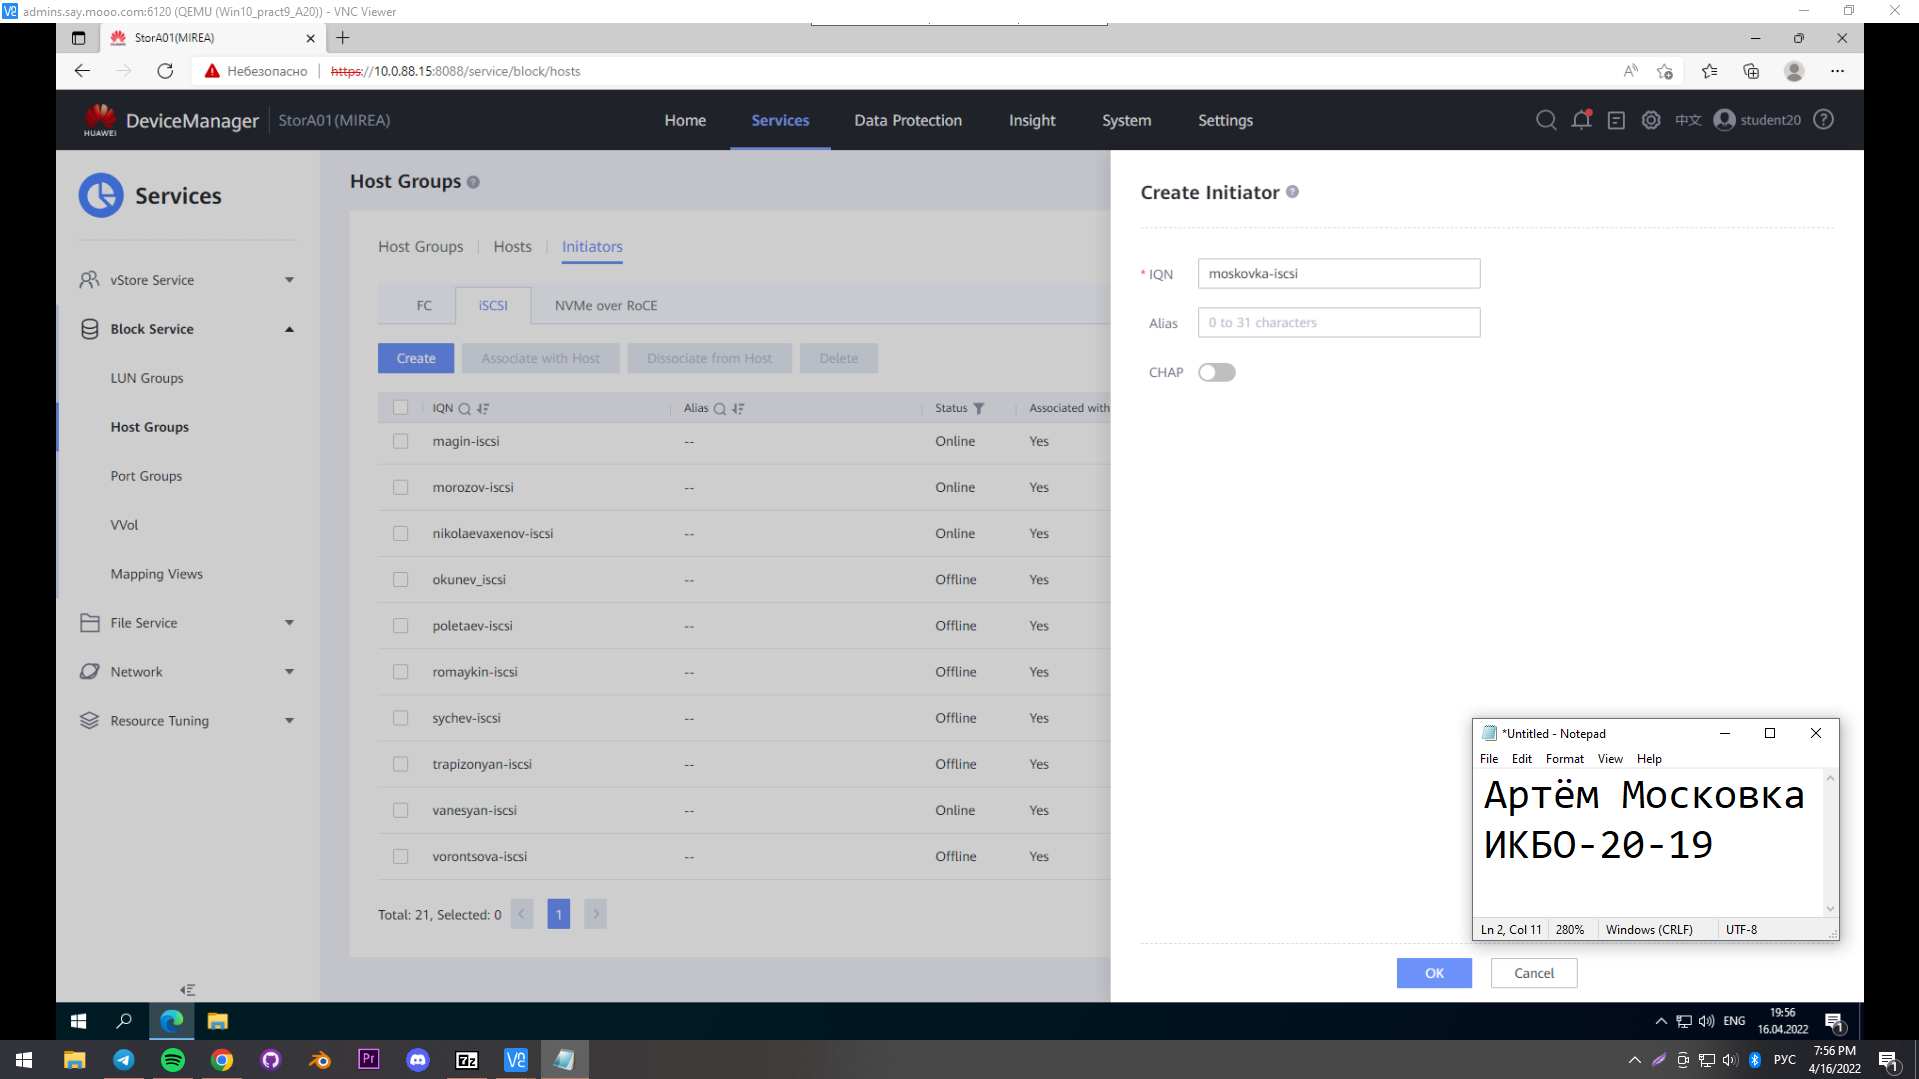 admins.say.mooo.com:6120 (QEMU (Win10_pract9_A20)) - VNC Viewer
StorA01(MIREA)
Небезопасно
https://10.0.88.15:8088/service/block/hosts
HUAWEI
DeviceManager
StorA01(MIREA)
Home
Services
Data Protection
Insight
System
Settings
中文
student20
Services
vStore Service
Block Service
LUN Groups
Host Groups
Port Groups
VVol
Mapping Views
File Service
Network
Resource Tuning
Host Groups
Host Groups
Hosts
Initiators
FC
iSCSI
NVMe over RoCE
Create
Associate with Host
Dissociate from Host
Delete
IQN
Alias
Status
Associated with
magin-iscsi -- Online Yes
morozov-iscsi -- Online Yes
nikolaevaxenov-iscsi -- Online Yes
okunev_iscsi -- Offline Yes
poletaev-iscsi -- Offline Yes
romaykin-iscsi -- Offline Yes
sychev-iscsi -- Offline Yes
trapizonyan-iscsi -- Offline Yes
vanesyan-iscsi -- Online Yes
vorontsova-iscsi -- Offline Yes
Total: 21, Selected: 0
1
Create Initiator
* IQN
moskovka-iscsi
Alias
0 to 31 characters
CHAP
OK
Cancel
*Untitled - Notepad
File Edit Format View Help
Артём Московка
ИКБО-20-19
Ln 2, Col 11
280%
Windows (CRLF)
UTF-8
ENG
19:56
16.04.2022
1
Pr
7z
РУС
7:56 PM
4/16/2022
1